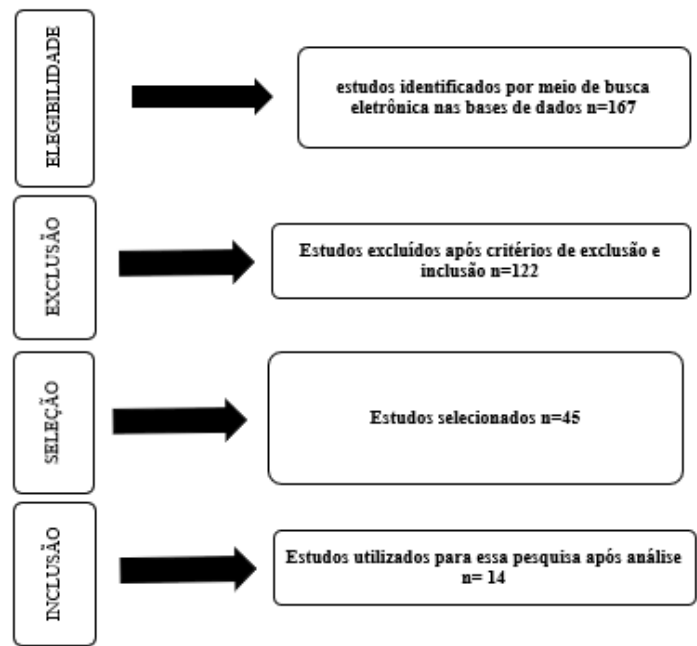 ELEGIBILIDADE
estudos identificados por meio de busca
eletrônica nas bases de dados n=167
EXCLUSÃO
Estudos excluídos após critérios de exclusão e
inclusão n=122
SELEÇÃO
Estudos selecionados n=45
INCLUSÃO
Estudos utilizados para essa pesquisa após análise
n= 14